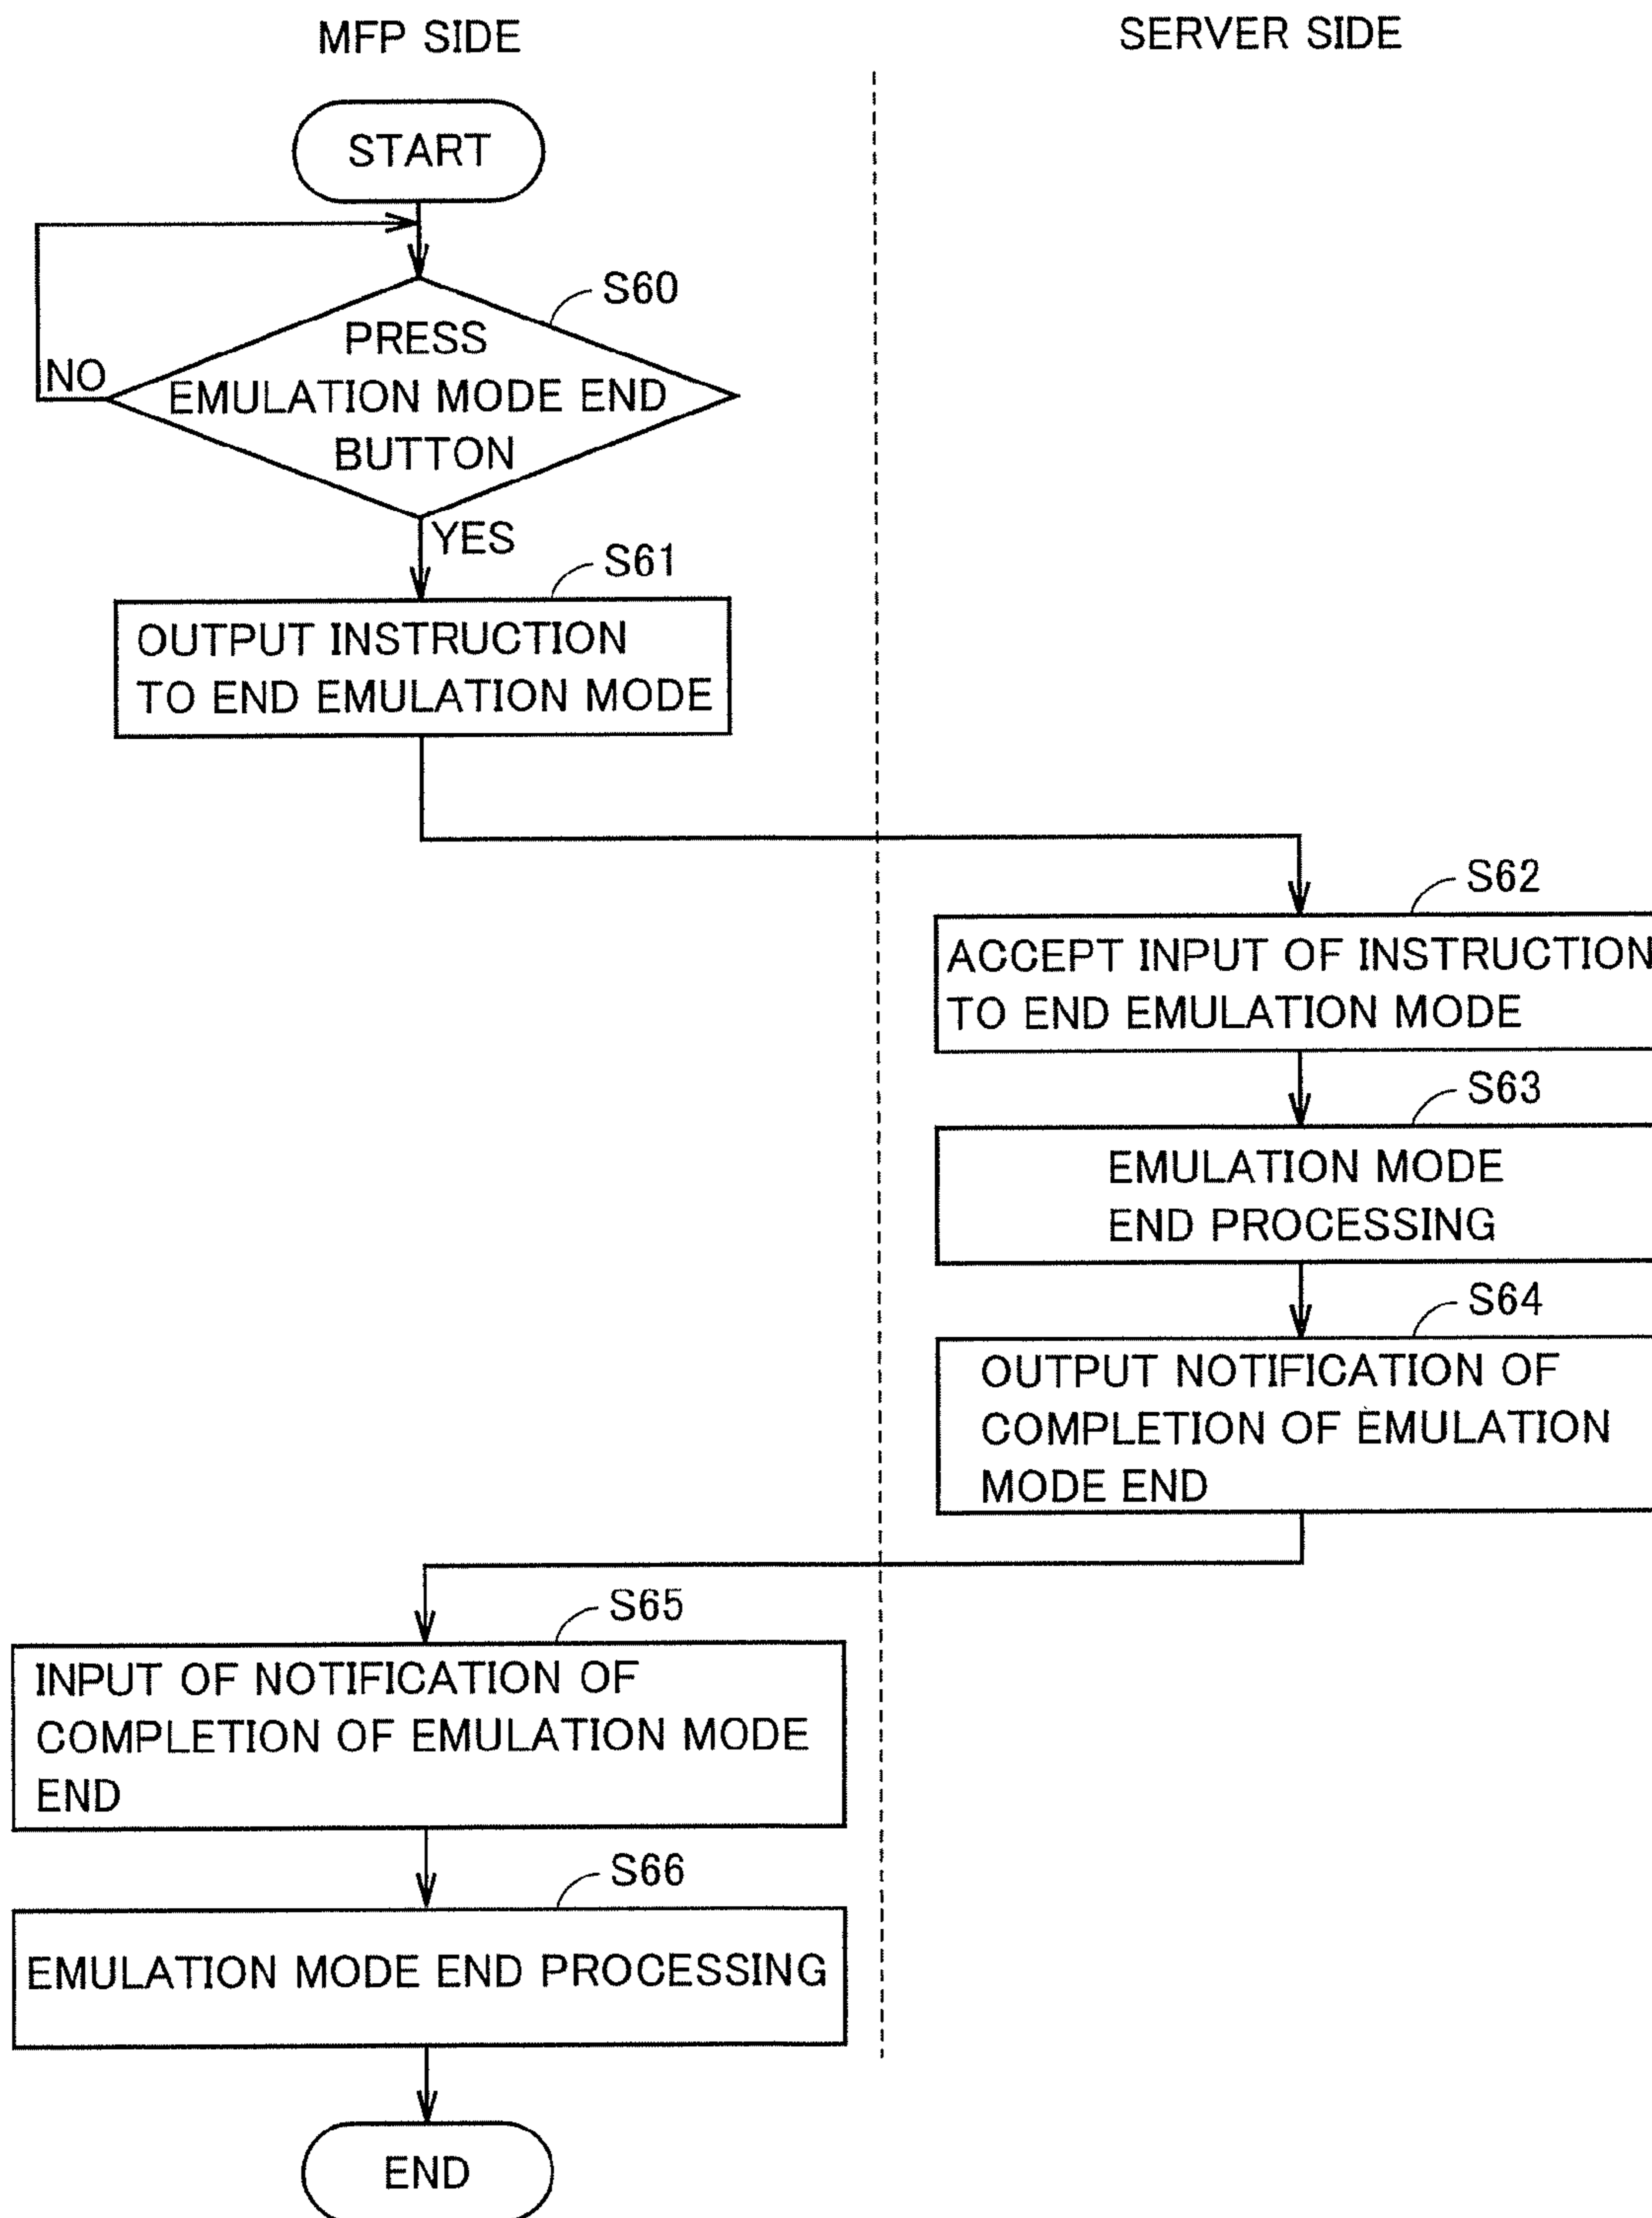 MFP SIDE
SERVER SIDE
START
S60
PRESS
EMULATION MODE END
BUTTON
NO
YES
S61
OUTPUT INSTRUCTION
TO END EMULATION MODE
S62
ACCEPT INPUT OF INSTRUCTION
TO END EMULATION MODE
S63
EMULATION MODE
END PROCESSING
S64
OUTPUT NOTIFICATION OF
COMPLETION OF EMULATION
MODE END
S65
INPUT OF NOTIFICATION OF
COMPLETION OF EMULATION MODE
END
S66
EMULATION MODE END PROCESSING
END